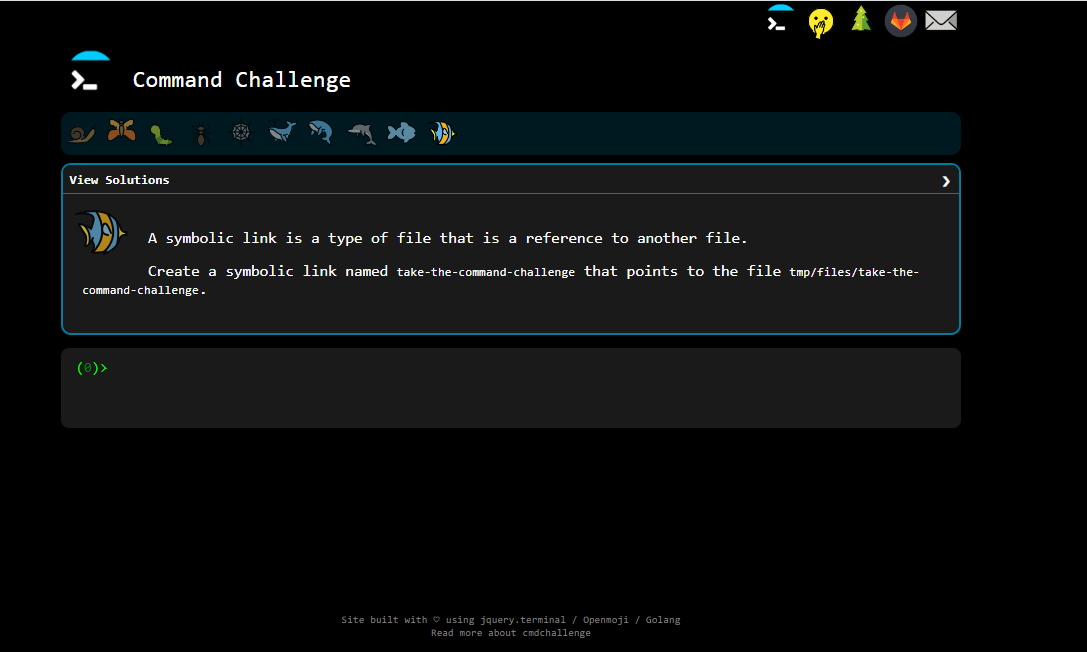 Command Challenge
View Solutions
A symbolic link is a type of file that is a reference to another file.
Create a symbolic link named take-the-command-challenge that points to the file tmp/files/take-the-
command-challenge.
(0)>
Site built with ♡ using jquery.terminal / Openmoji / Golang
Read more about cmdchallenge